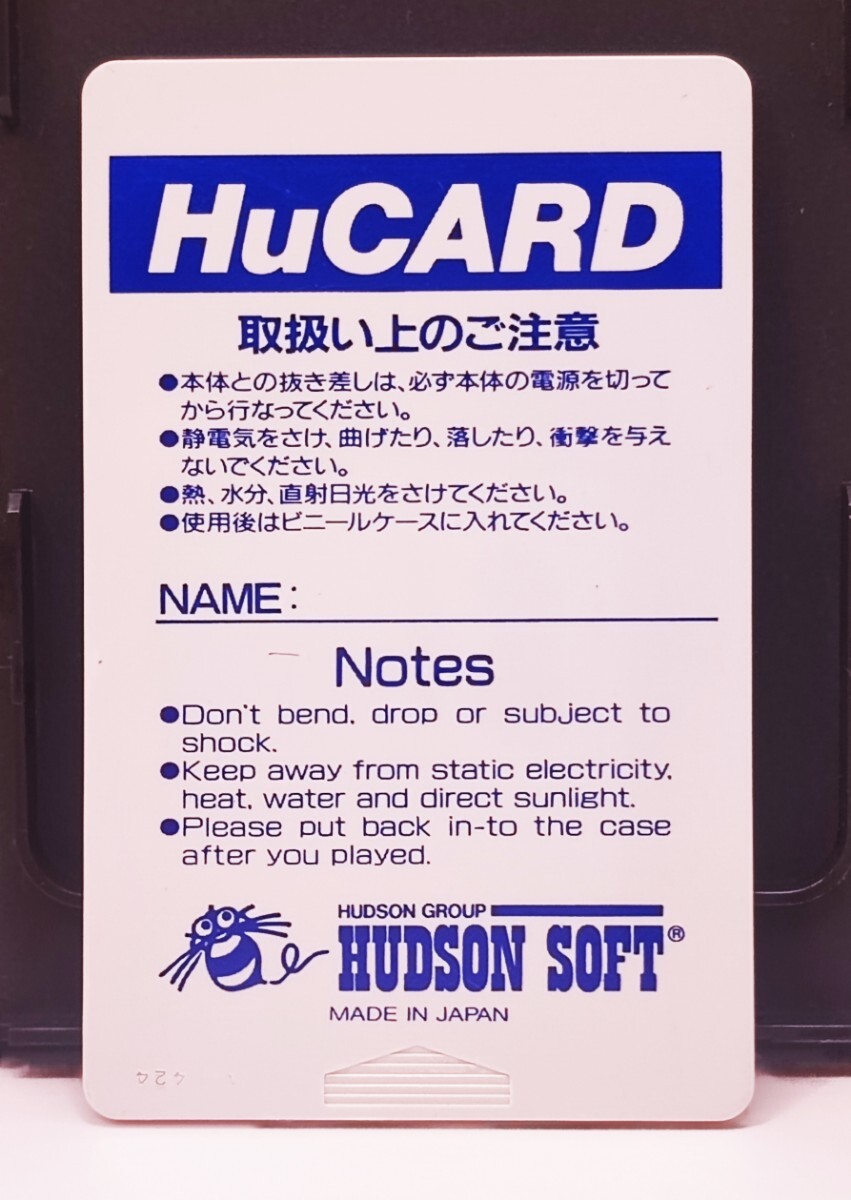 HuCARD
取扱い上のご注意
●本体との抜き差しは、必ず本体の電源を切って
から行なってください。
●静電気をさけ、曲げたり、落したり、衝撃を与え
ないでください。
●熱、水分、直射日光をさけてください。
●使用後はビニールケースに入れてください。
NAME:
Notes
●Don't bend, drop or subject to
shock.
●Keep away from static electricity,
heat, water and direct sunlight.
●Please put back in-to the case
after you played.
HUDSON GROUP
HUDSON SOFT®
MADE IN JAPAN
424